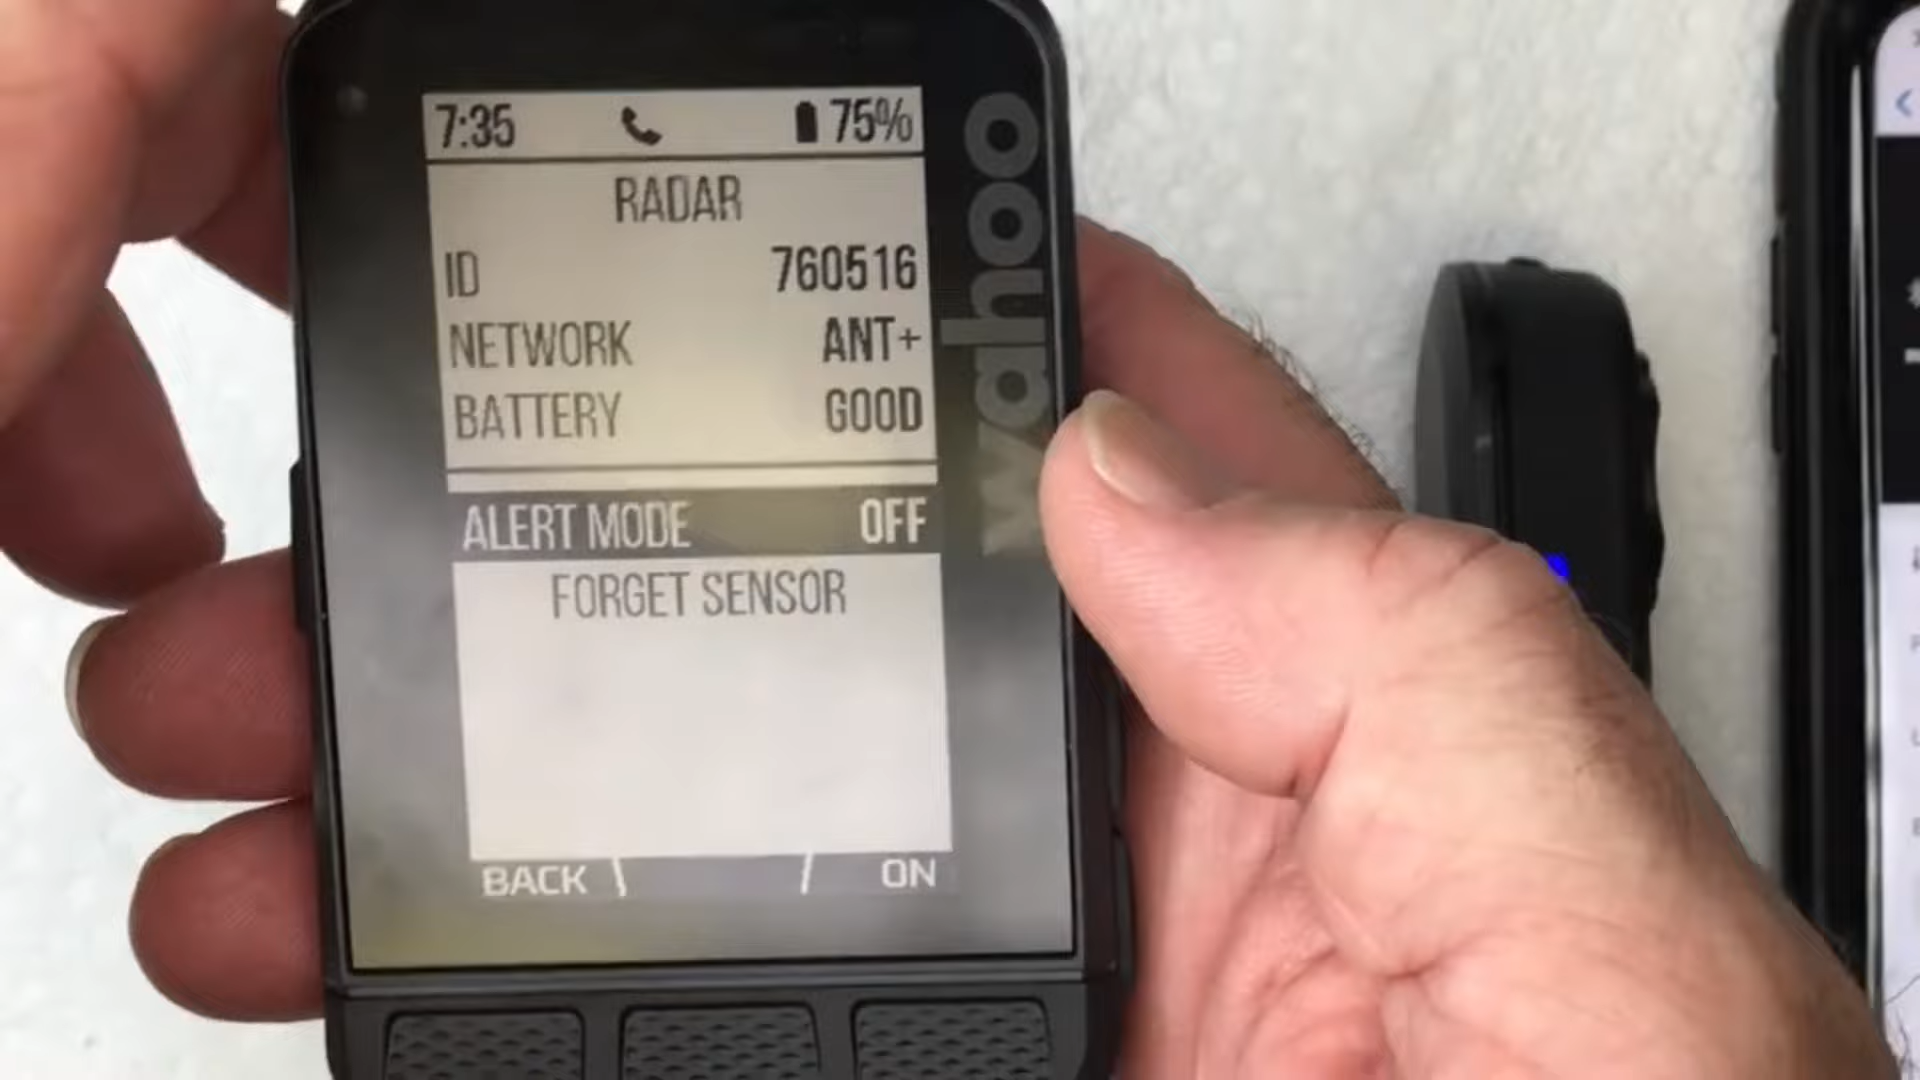 7:35 75%
RADAR
ID 760516
NETWORK ANT+
BATTERY GOOD
ALERT MODE OFF
FORGET SENSOR
BACK ON
wahoo